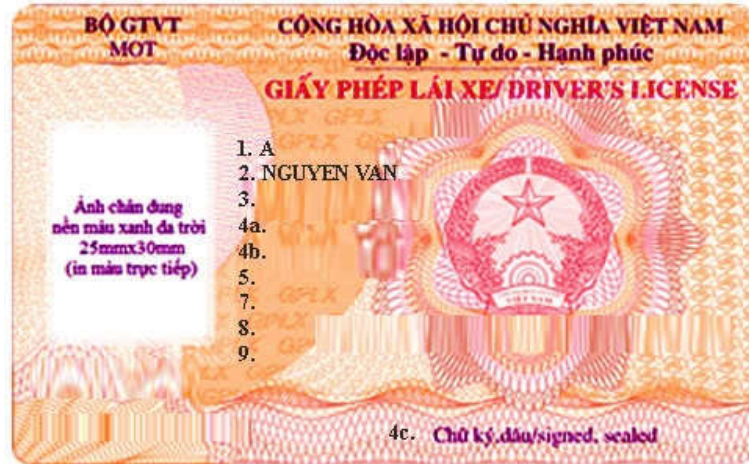 BỘ GTVT
MOT
CỘNG HÒA XÃ HỘI CHỦ NGHĨA VIỆT NAM
Độc lập - Tự do - Hạnh phúc
GIẤY PHÉP LÁI XE/ DRIVER'S LICENSE
Ảnh chân dung
nền màu xanh da trời
25mmx30mm
(in màu trực tiếp)
1. A
2. NGUYEN VAN
3.
4a.
4b.
5.
7.
8.
9.
VIỆT NAM
4c. Chữ ký,dấu/signed, sealed